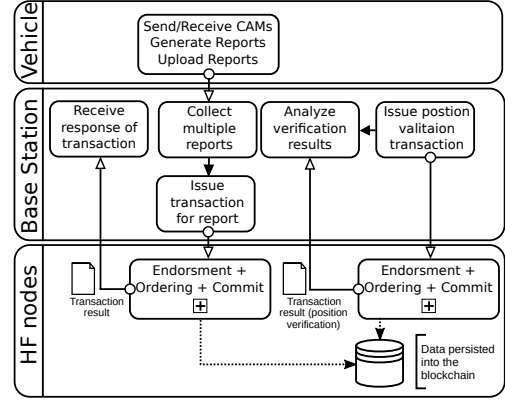 Vehicle
Send/Receive CAMs
Generate Reports
Upload Reports
Base Station
Receive
response of
transaction
Collect
multiple
reports
Analyze
verification
results
Issue postion
valitaion
transaction
Issue
transaction
for report
HF nodes
Transaction
result
Endorsment +
Ordering + Commit
Transaction
result (position
verification)
Endorsment +
Ordering + Commit
Data persisted
into the
blockchain